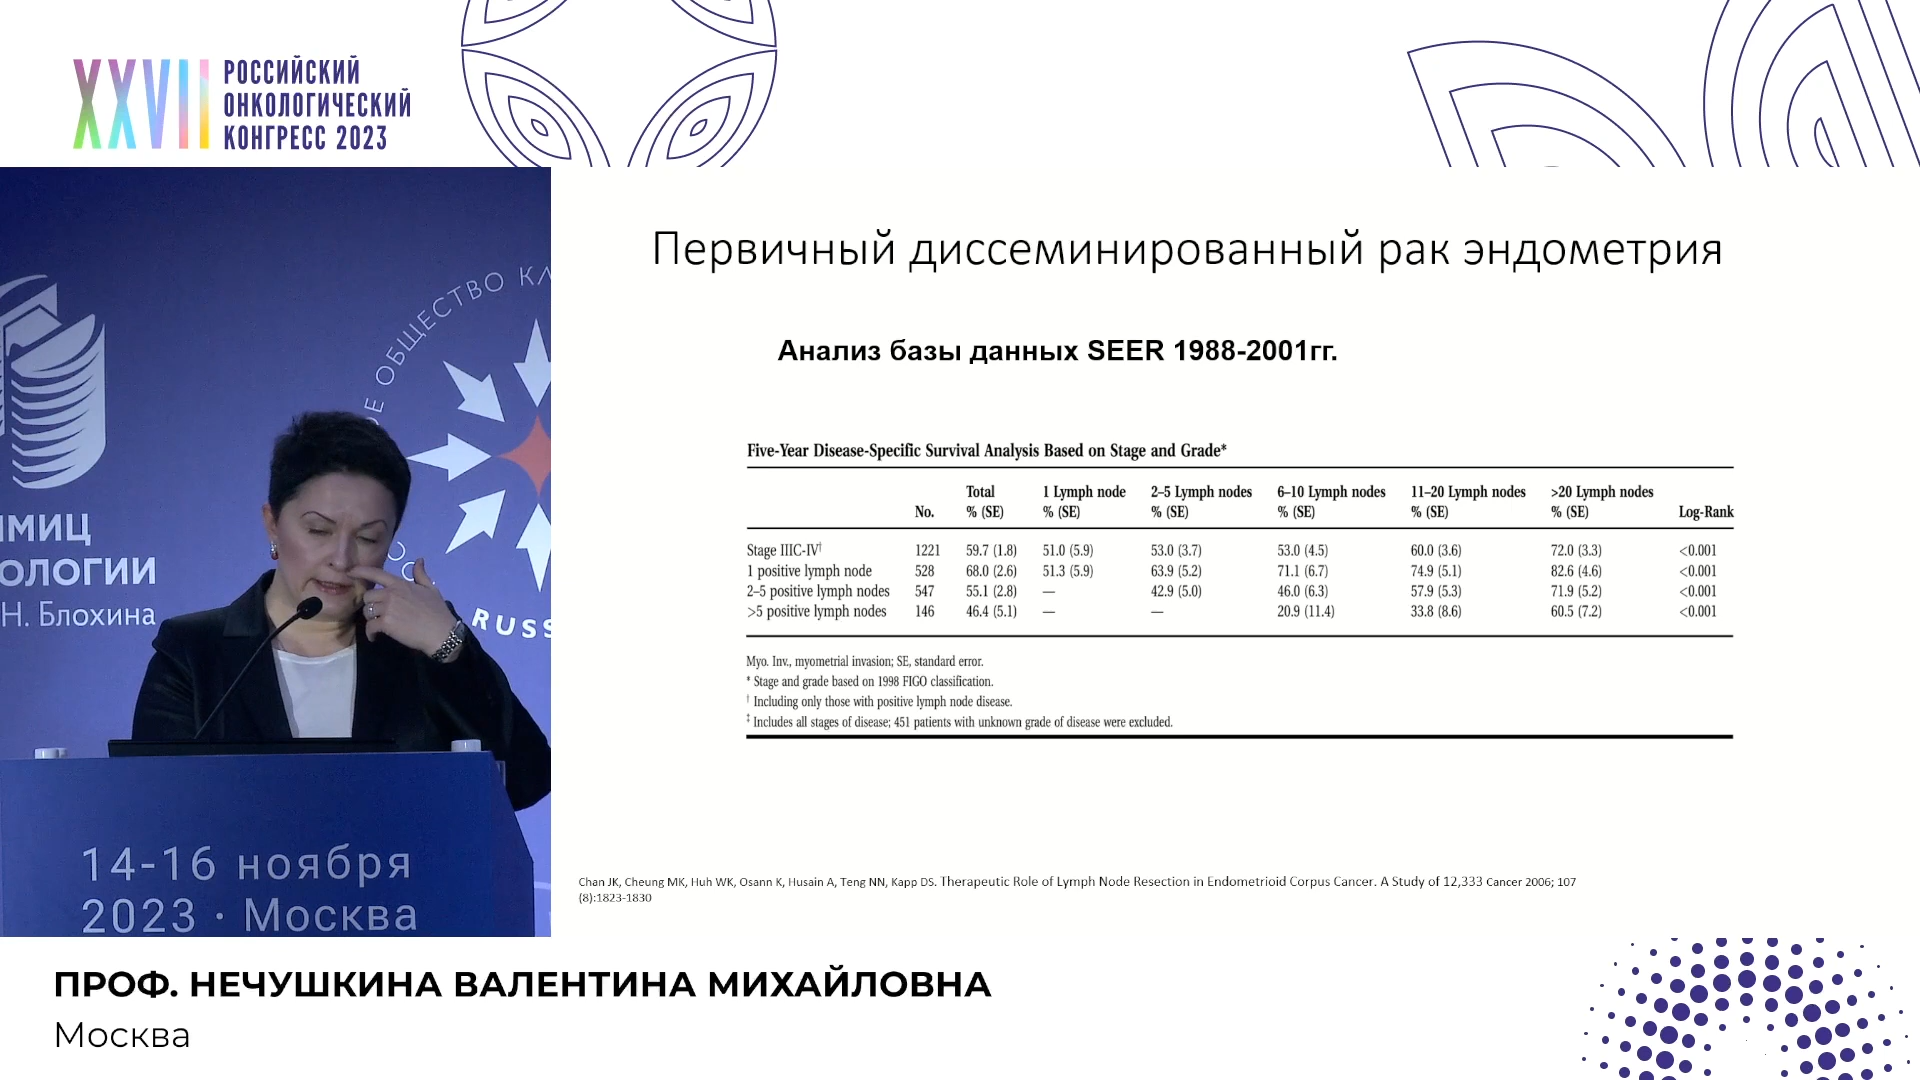 XXVII РОССИЙСКИЙ
ОНКОЛОГИЧЕСКИЙ
КОНГРЕСС 2023
ОБЩЕСТВО
Н. Блохина
14-16 ноября
2023 · Москва
Первичный диссеминированный рак эндометрия
Анализ базы данных SEER 1988-2001гг.
Five-Year Disease-Specific Survival Analysis Based on Stage and Grade*
No. Total % (SE) 1 Lymph node % (SE) 2–5 Lymph nodes % (SE) 6–10 Lymph nodes % (SE) 11–20 Lymph nodes % (SE) >20 Lymph nodes % (SE) Log-Rank
Stage IIIC-IV† 1221 59.7 (1.8) 51.0 (5.9) 53.0 (3.7) 53.0 (4.5) 60.0 (3.6) 72.0 (3.3) <0.001
1 positive lymph node 528 68.0 (2.6) 51.3 (5.9) 63.9 (5.2) 71.1 (6.7) 74.9 (5.1) 82.6 (4.6) <0.001
2–5 positive lymph nodes 547 55.1 (2.8) — 42.9 (5.0) 46.0 (6.3) 57.9 (5.3) 71.9 (5.2) <0.001
>5 positive lymph nodes 146 46.4 (5.1) — — 20.9 (11.4) 33.8 (8.6) 60.5 (7.2) <0.001
Myo. Inv., myometrial invasion; SE, standard error.
* Stage and grade based on 1998 FIGO classification.
† Including only those with positive lymph node disease.
‡ Includes all stages of disease; 451 patients with unknown grade of disease were excluded.
Chan JK, Cheung MK, Huh WK, Osann K, Husain A, Teng NN, Kapp DS. Therapeutic Role of Lymph Node Resection in Endometrioid Corpus Cancer. A Study of 12,333 Cancer 2006; 107
(8):1823-1830
ПРОФ. НЕЧУШКИНА ВАЛЕНТИНА МИХАЙЛОВНА
Москва